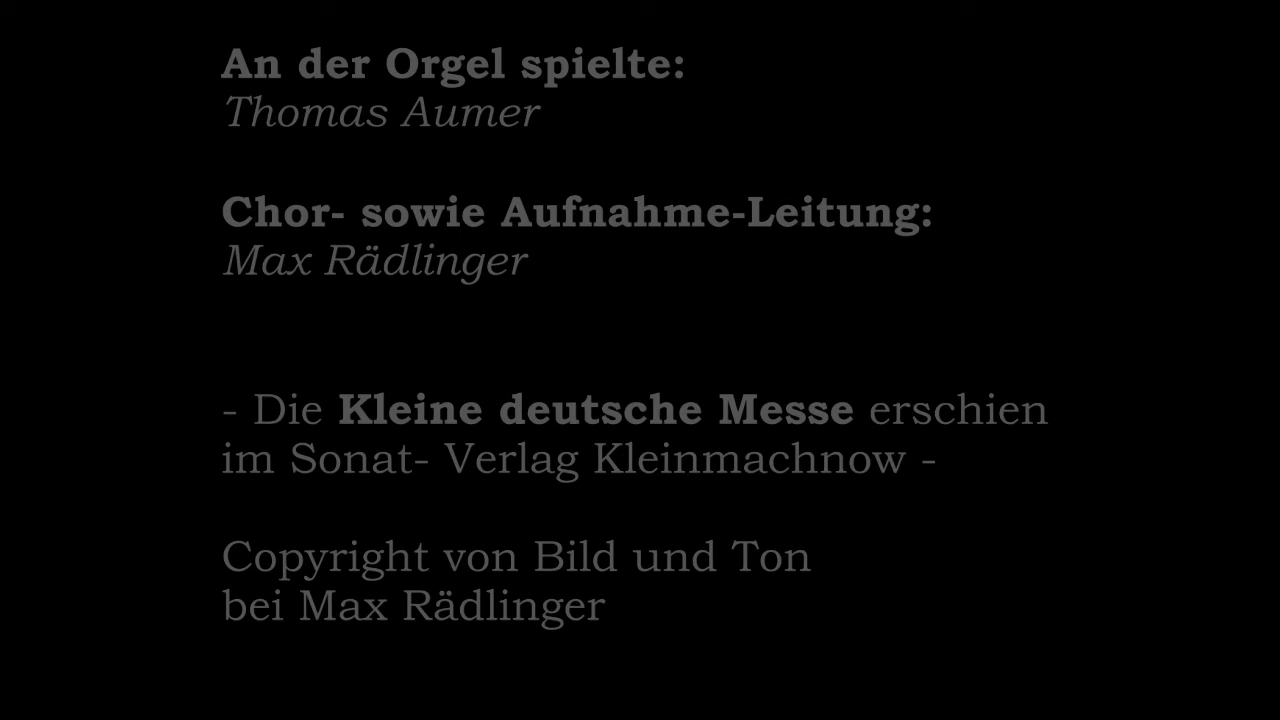 An der Orgel spielte:
Thomas Aumer
Chor- sowie Aufnahme-Leitung:
Max Rädlinger
- Die Kleine deutsche Messe erschien
im Sonat- Verlag Kleinmachnow -
Copyright von Bild und Ton
bei Max Rädlinger